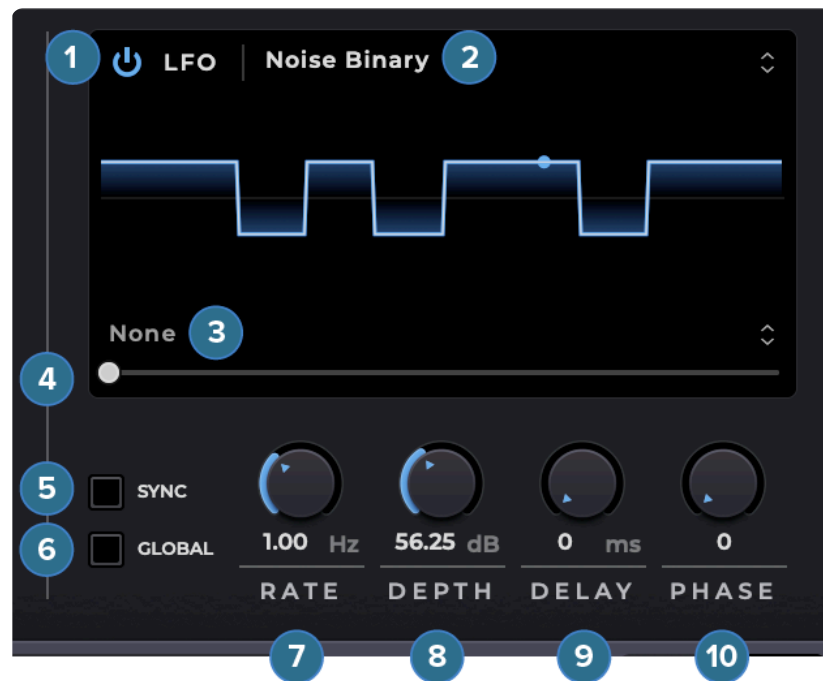 1 LFO Noise Binary 2
None 3
4
5 SYNC
6 GLOBAL
1.00 Hz 56.25 dB 0 ms 0
RATE DEPTH DELAY PHASE
7 8 9 10